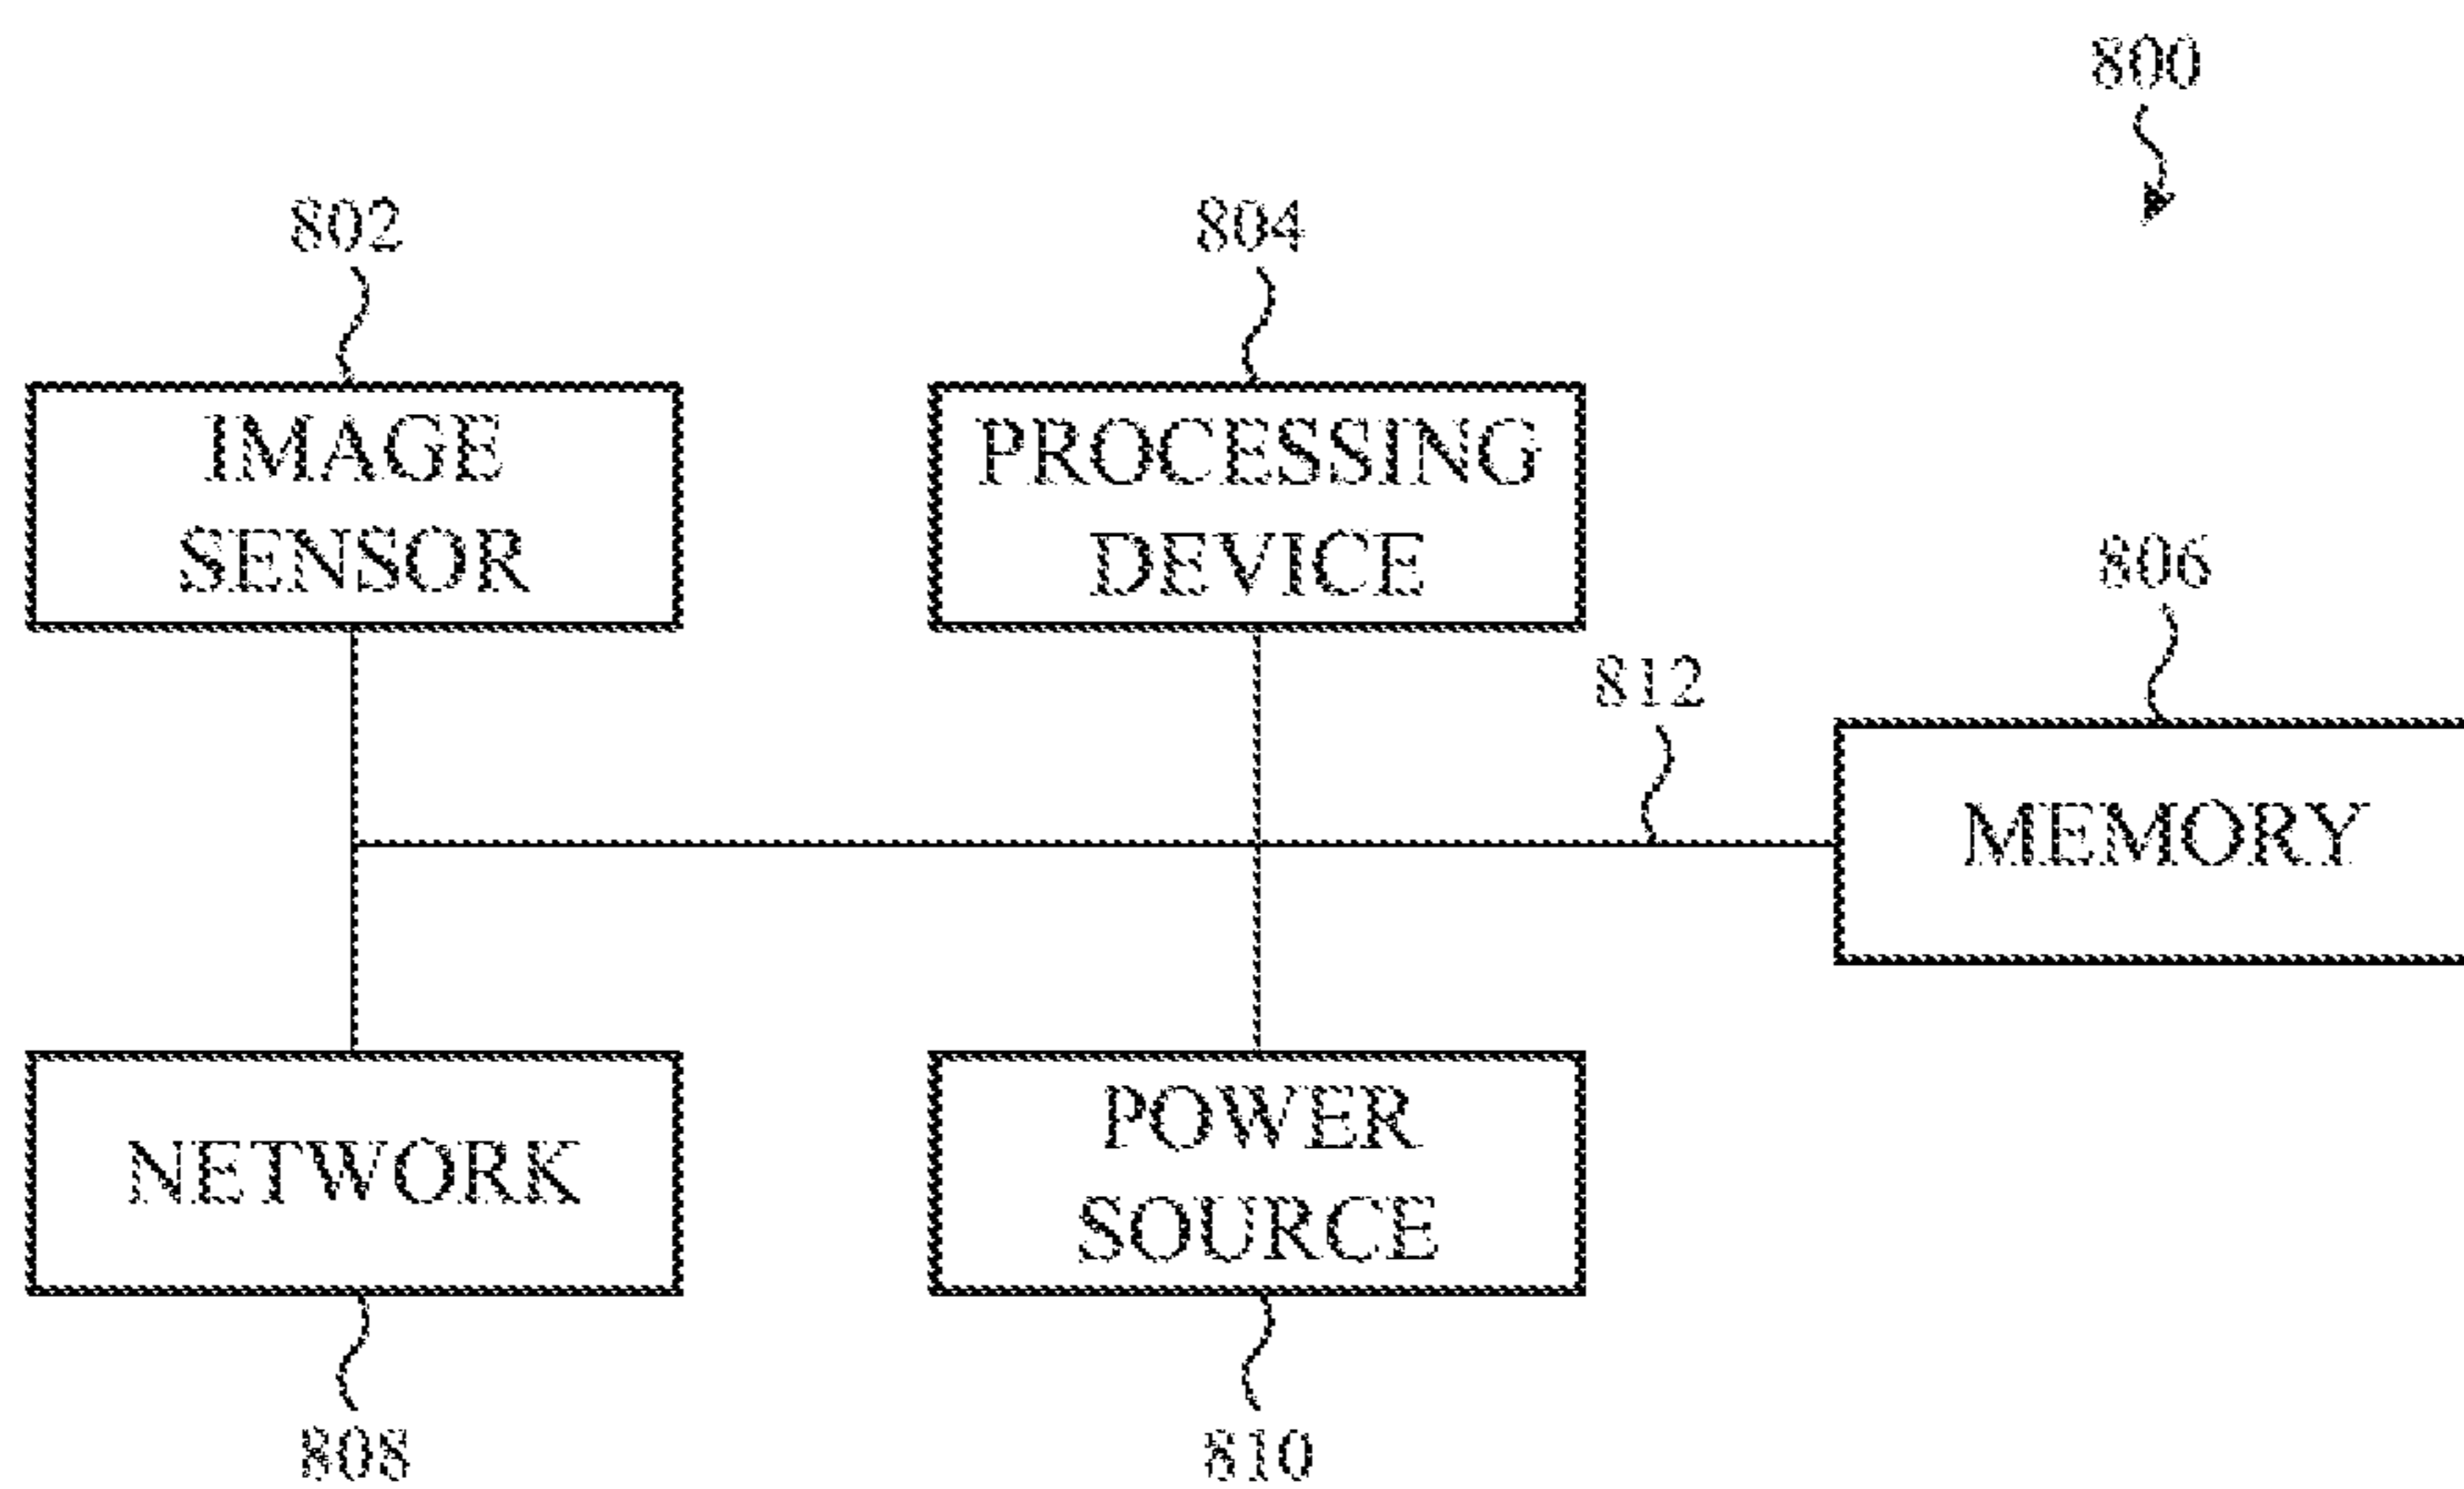 800
802
804
IMAGE
SENSOR
PROCESSING
DEVICE
806
812
MEMORY
NETWORK
POWER
SOURCE
808
810